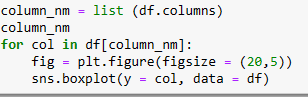 column_nm = list (df.columns)
column_nm
for col in df[column_nm]:
    fig = plt.figure(figsize = (20,5))
    sns.boxplot(y = col, data = df)